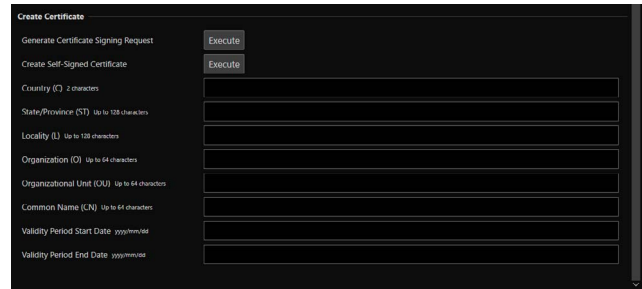 Create Certificate
Generate Certificate Signing Request Execute
Create Self-Signed Certificate Execute
Country (C) 2 characters
State/Province (ST) Up to 128 characters
Locality (L) Up to 128 characters
Organization (O) Up to 64 characters
Organizational Unit (OU) Up to 64 characters
Common Name (CN) Up to 64 characters
Validity Period Start Date yyyy/mm/dd
Validity Period End Date yyyy/mm/dd